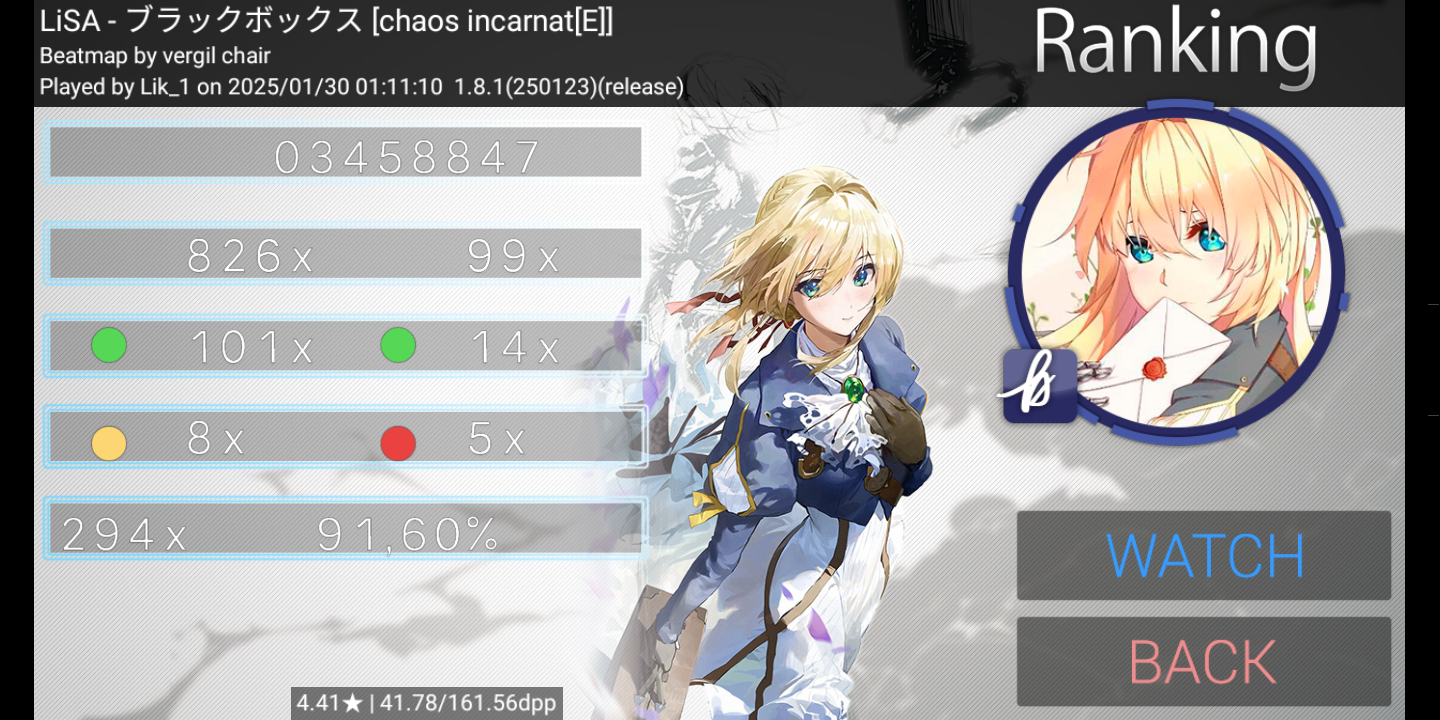 LiSA - ブラックボックス [chaos incarnat[E]]
Beatmap by vergil chair
Played by Lik_1 on 2025/01/30 01:11:10  1.8.1(250123)(release)
Ranking
03458847
826x 99x
101x 14x
8x 5x
294x 91,60%
WATCH
BACK
4.41★ | 41.78/161.56dpp